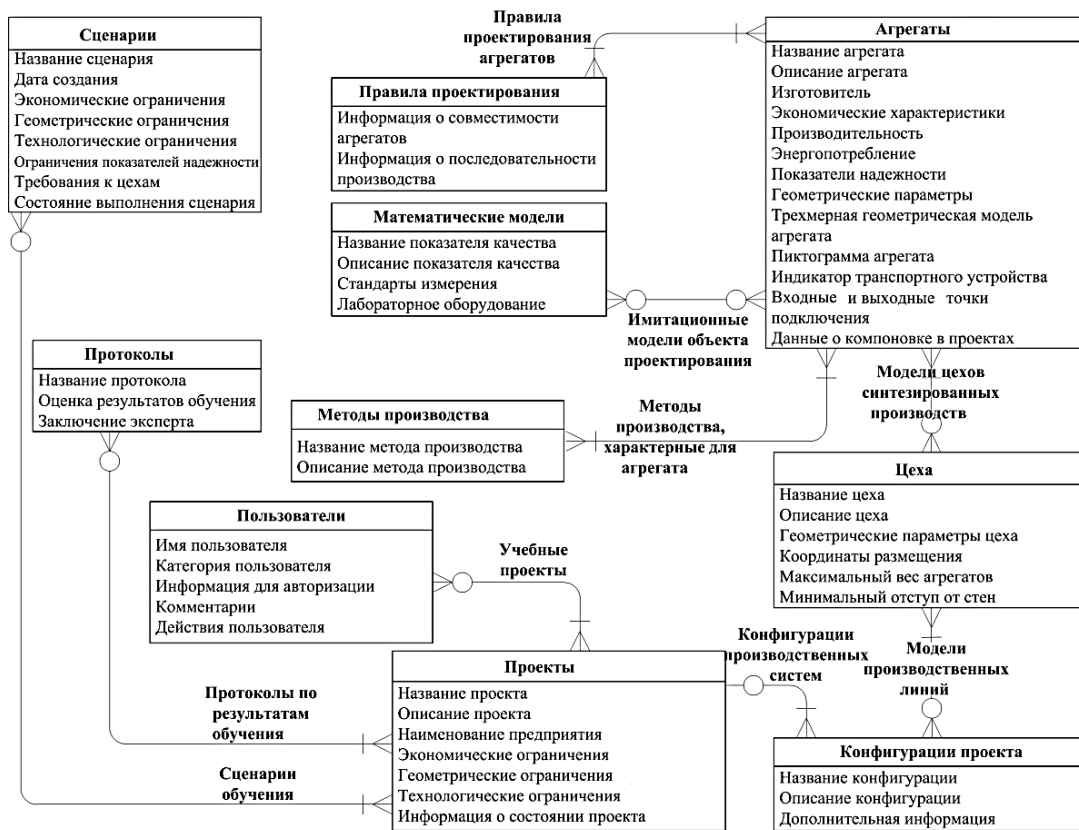 Сценарии
Название сценария
Дата создания
Экономические ограничения
Геометрические ограничения
Технологические ограничения
Ограничения показателей надежности
Требования к цехам
Состояние выполнения сценария
Правила
проектирования
агрегатов
Правила проектирования
Информация о совместимости
агрегатов
Информация о последовательности
производства
Агрегаты
Название агрегата
Описание агрегата
Изготовитель
Экономические характеристики
Производительность
Энергопотребление
Показатели надежности
Геометрические параметры
Трехмерная геометрическая модель
агрегата
Пиктограмма агрегата
Индикатор транспортного устройства
Входные и выходные точки
подключения
Данные о компоновке в проектах
Математические модели
Название показателя качества
Описание показателя качества
Стандарты измерения
Лабораторное оборудование
Имитационные
модели объекта
проектирования
Протоколы
Название протокола
Оценка результатов обучения
Заключение эксперта
Методы производства
Название метода производства
Описание метода производства
Методы
производства,
характерные для
агрегата
Модели цехов
синтезированных
производств
Цеха
Название цеха
Описание цеха
Геометрические параметры цеха
Координаты размещения
Максимальный вес агрегатов
Минимальный отступ от стен
Пользователи
Имя пользователя
Категория пользователя
Информация для авторизации
Комментарии
Действия пользователя
Учебные
проекты
Конфигурации
производственных
систем
Модели
производственных
линий
Протоколы по
результатам
обучения
Сценарии
обучения
Проекты
Название проекта
Описание проекта
Наименование предприятия
Экономические ограничения
Геометрические ограничения
Технологические ограничения
Информация о состоянии проекта
Конфигурации проекта
Название конфигурации
Описание конфигурации
Дополнительная информация